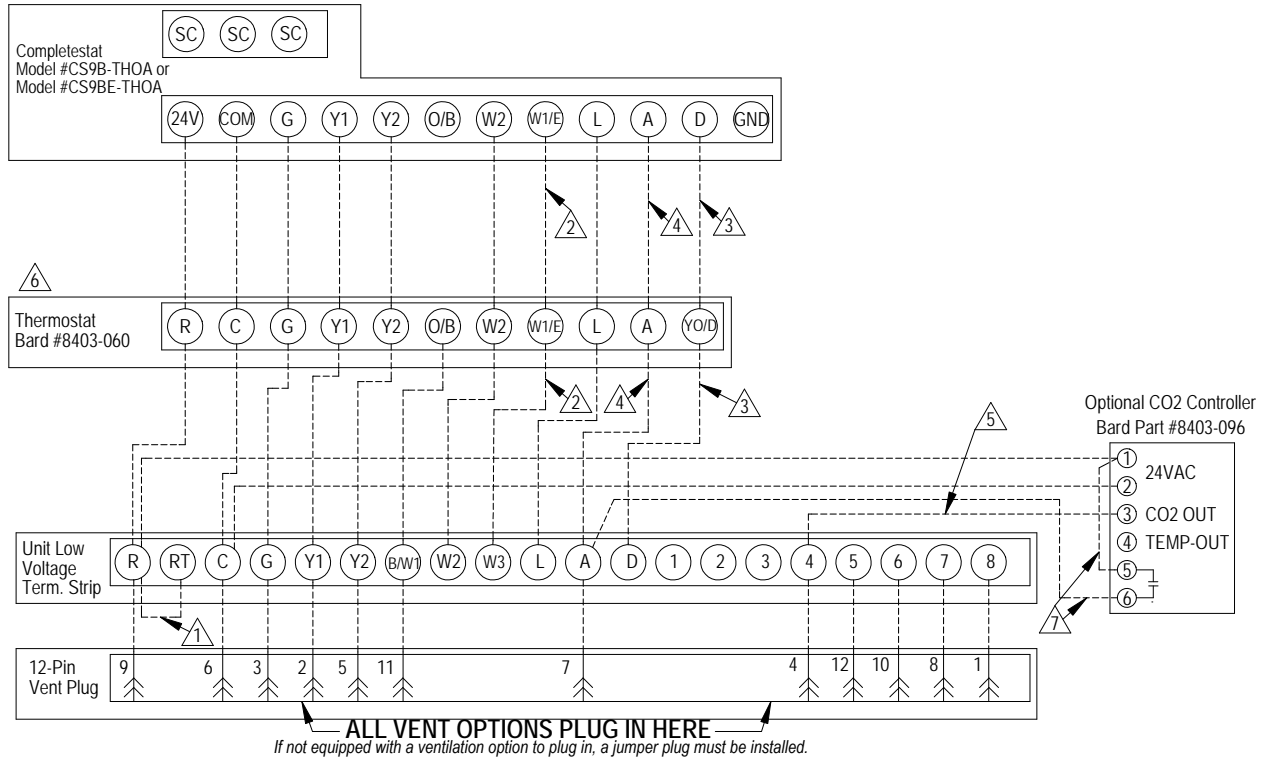 SC SC SC
Completestat
Model #CS9B-THOA or
Model #CS9BE-THOA
24V COM G Y1 Y2 O/B W2 W1/E L A D GND
2 4 3
6
Thermostat
Bard #8403-060
R C G Y1 Y2 O/B W2 W1/E L A YO/D
2 4 3
5
Optional CO2 Controller
Bard Part #8403-096
1
24VAC
2
3 CO2 OUT
4 TEMP-OUT
5
6
7
Unit Low
Voltage
Term. Strip
R RT C G Y1 Y2 B/W1 W2 W3 L A D 1 2 3 4 5 6 7 8
1
12-Pin
Vent Plug
9 6 3 2 5 11 7 4 12 10 8 1
ALL VENT OPTIONS PLUG IN HERE
If not equipped with a ventilation option to plug in, a jumper plug must be installed.